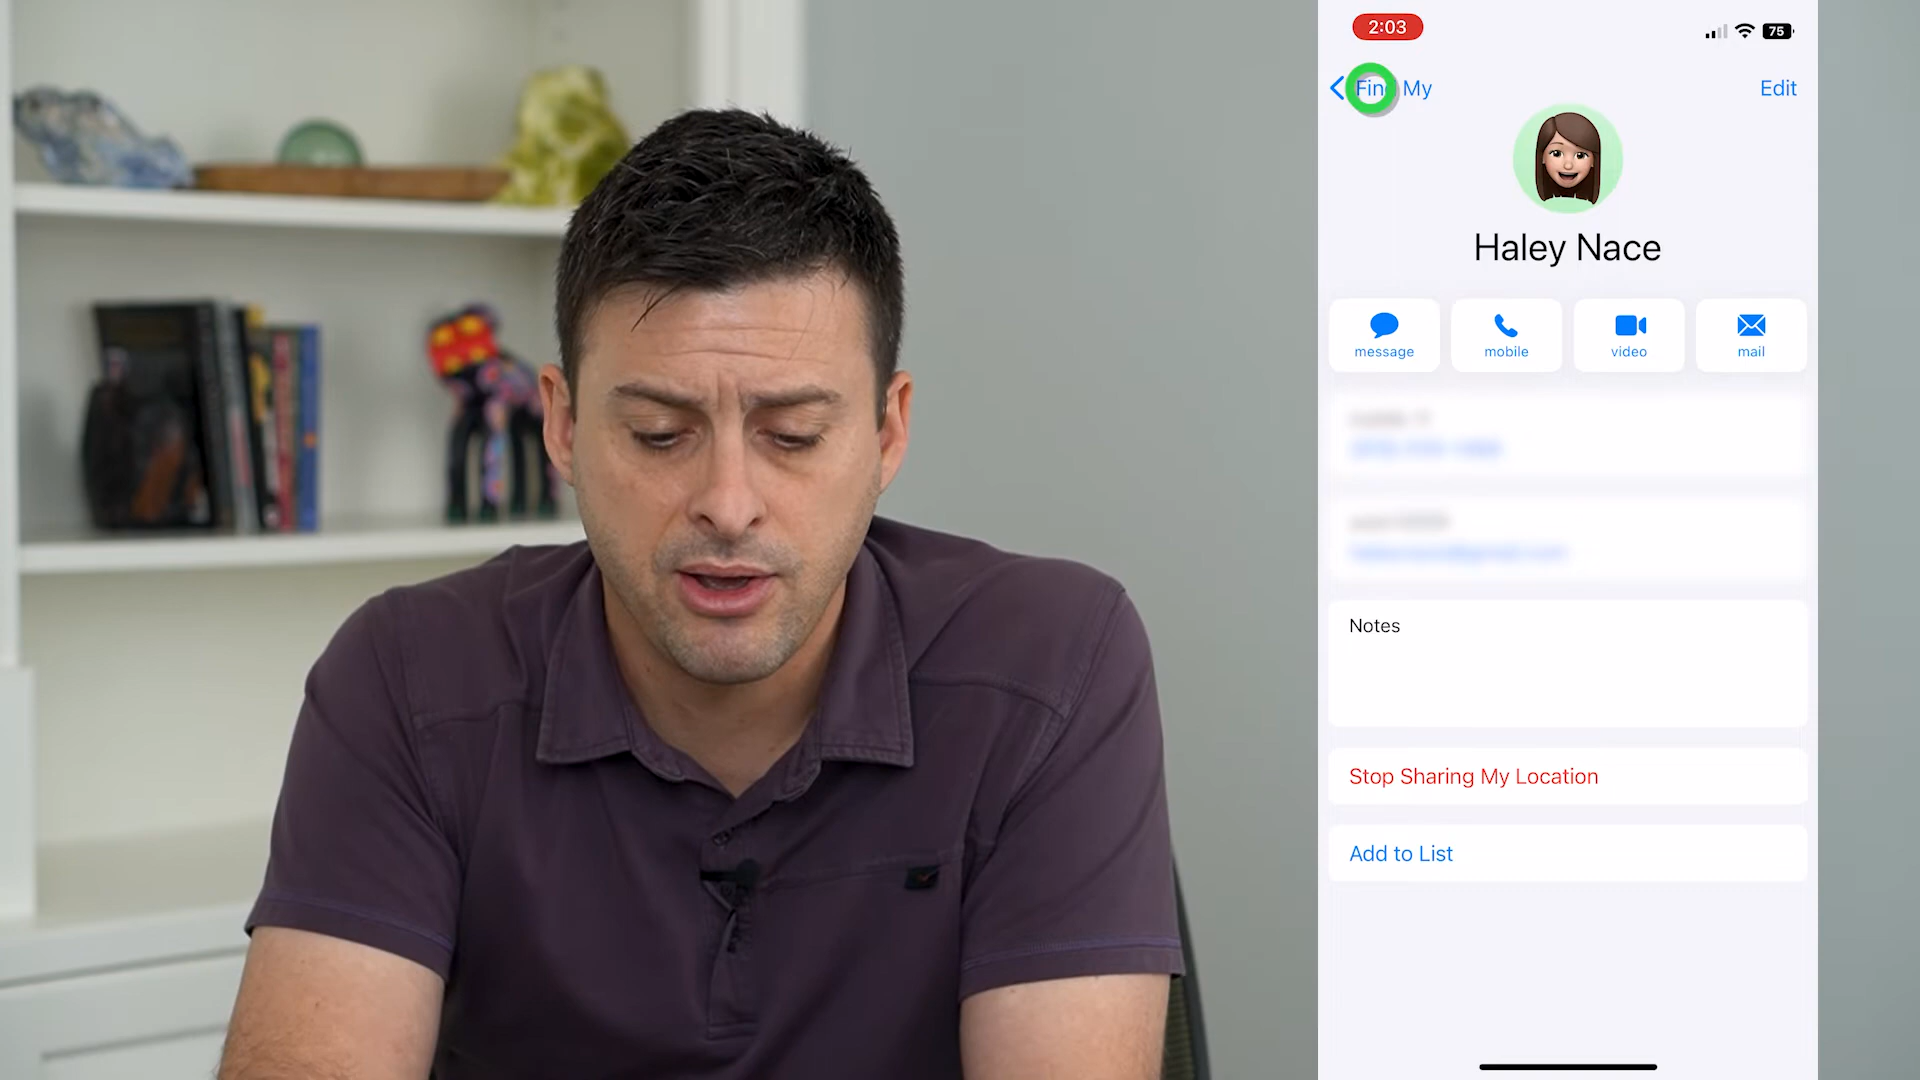 2:03
75
Find My
Edit
Haley Nace
message
mobile
video
mail
Notes
Stop Sharing My Location
Add to List